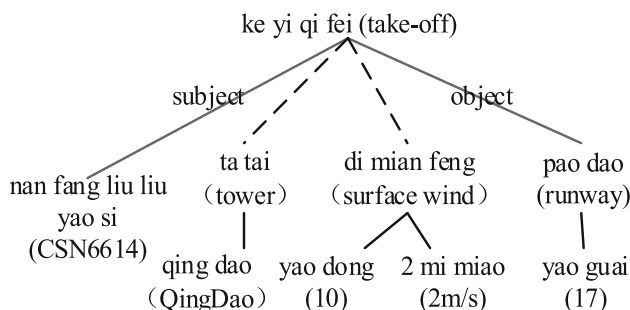 ke yi qi fei (take-off)
subject
object
nan fang liu liu
yao si
(CSN6614)
ta tai
（tower）
di mian feng
（surface wind）
pao dao
(runway)
qing dao
（QingDao）
yao dong
(10)
2 mi miao
(2m/s)
yao guai
(17)